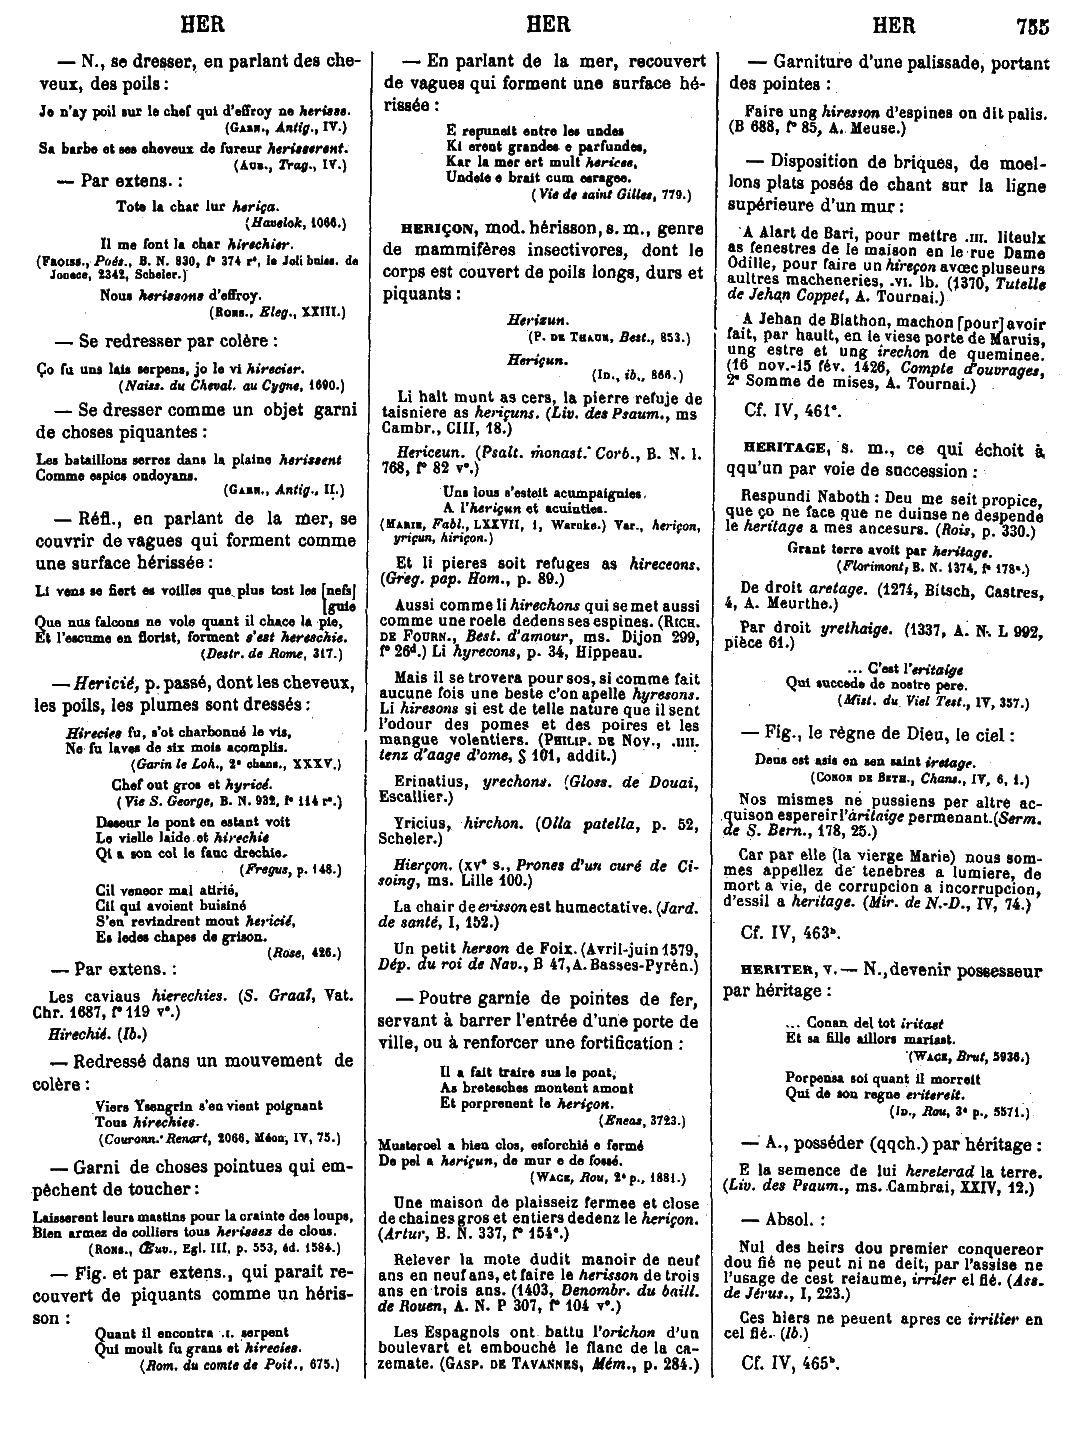 HER HER HER 755
— N., se dresser, en parlant des che-
veux, des poils :
Je n'ay poil sur le chef qui d'effroy ne herisse.
(GARN., Antig., IV.)
Sa barbe et ses cheveux de fureur herisserent.
(AUB., Trag., IV.)
— Par extens. :
Tote la char lur heriça.
(Havelok, 1066.)
Il me font la char hirechier.
(FROISS., Poés., B. N. 830, fº 374 rº, le Joli buiss. de
Jonece, 2342, Scheler.)
Nous herissons d'effroy.
(RONS., Eleg., XXIII.)
— Se redresser par colère :
Ço fu uns lais serpens, jo le vi hirecier.
(Naiss. du Cheval. au Cygne, 1690.)
— Se dresser comme un objet garni
de choses piquantes :
Les bataillons serrez dans la plaine herissent
Comme espics ondoyans.
(GARN., Antig., II.)
— Réfl., en parlant de la mer, se
couvrir de vagues qui forment comme
une surface hérissée :
Li vens se fiert es voilles que plus tost les [nefs]
[guie
Que nus falcons ne vole quant il chace la pie,
Et l'escume en florist, forment s'est hereschie.
(Destr. de Rome, 317.)
— Hericié, p. passé, dont les cheveux,
les poils, les plumes sont dressés :
Hirecies fu, s'ot charbonné le vis,
Ne fu laves de six mois acomplis.
(Garin le Loh., 2º chans., XXXV.)
Chef out gros et hyricé.
(Vie S. George, B. N. 932, fº 114 rº.)
Desseur le pont en estant voit
Le vielle laide et hirechie
Qi a son col le fauc drechie.
(Fregus, p. 148.)
Cil veneor mal atirié,
Cil qui avoient buisiné
S'en revindrent mout hericié,
Es ledes chapes de grison.
(Rose, 426.)
— Par extens. :
Les caviaus hierechies. (S. Graal, Vat.
Chr. 1687, fº 119 vº.)
Hirechié. (Ib.)
— Redressé dans un mouvement de
colère :
Viers Ysengrin s'en vient poignant
Tous hirechies.
(Couronn. Renart, 2068, Méon, IV, 75.)
— Garni de choses pointues qui em-
pêchent de toucher :
Laisserent leurs mastins pour la crainte des loups,
Bien armez de colliers tous herissez de clous.
(RONS., Œuv., Egl. III, p. 553, éd. 1584.)
— Fig. et par extens., qui paraît re-
couvert de piquants comme un héris-
son :
Quant il encontra .I. serpent
Qui moult fu grans et hirecies.
(Rom. du comte de Poit., 675.)
— En parlant de la mer, recouvert
de vagues qui forment une surface hé-
rissée :
E repuneit entre les undes
Ki erent grandes e parfundes,
Kar la mer ert mult hericee,
Undeie e brait cum esragee.
(Vie de saint Gilles, 779.)
HERIÇON, mod. hérisson, s. m., genre
de mammifères insectivores, dont le
corps est couvert de poils longs, durs et
piquants :
Herizun.
(P. DE THAUN, Best., 853.)
Heriçun.
(ID., ib., 866.)
Li halt munt as cers, la pierre refuje de
taisniere as heriçuns. (Liv. des Psaum., ms
Cambr., CIII, 18.)
Hericeun. (Psalt. monast. Corb., B. N. l.
768, fº 82 vº.)
Uns lous s'esteit acumpaignies
A l'heriçun et acuinties.
(MARIE, Fabl., LXXVII, 1, Warnke.) Var., heriçon,
yriçun, hiriçon.)
Et li pieres soit refuges as hireceons.
(Greg. pap. Hom., p. 89.)
Aussi comme li hirechons qui se met aussi
comme une roele dedens ses espines. (RICH.
DE FOURN., Best. d'amour, ms. Dijon 299,
fº 26ᵈ.) Li hyrecons, p. 34, Hippeau.
Mais il se trovera pour sos, si comme fait
aucune fois une beste c'on apelle hyresons.
Li hiresons si est de telle nature que il sent
l'odour des pomes et des poires et les
mangue volentiers. (PHILIP. DE NOV., .IIII.
tenz d'aage d'ome, § 101, addit.)
Erinatius, yrechons. (Gloss. de Douai,
Escallier.)
Yricius, hirchon. (Olla patella, p. 52,
Scheler.)
Hierçon. (XVº s., Prones d'un curé de Ci-
soing, ms. Lille 100.)
La chair de erisson est humectative. (Jard.
de santé, I, 152.)
Un petit herson de Foix. (Avril-juin 1579,
Dép. du roi de Nav., B 47, A. Basses-Pyrén.)
— Poutre garnie de pointes de fer,
servant à barrer l'entrée d'une porte de
ville, ou à renforcer une fortification :
Il a fait traire sus le pont,
As bretesches montent amont
Et porprenent le heriçon.
(Eneas, 3723.)
Musteroel a bien clos, esforchié e fermé
De pel a heriçun, de mur e de fossé.
(WACE, Rou, 2º p., 1881.)
Une maison de plaisseiz fermee et close
de chaines gros et entiers dedenz le heriçon.
(Artur, B. N. 337, fº 154ª.)
Relever la mote dudit manoir de neuf
ans en neuf ans, et faire le herisson de trois
ans en trois ans. (1403, Denombr. du baill.
de Rouen, A. N. P 307, fº 104 vº.)
Les Espagnols ont battu l'orichon d'un
boulevart et embouché le flanc de la ca-
zemate. (GASP. DE TAVANNES, Mém., p. 284.)
— Garniture d'une palissade, portant
des pointes :
Faire ung hiresson d'espines on dit palis.
(B 688, fº 85, A. Meuse.)
— Disposition de briques, de moel-
lons plats posés de chant sur la ligne
supérieure d'un mur :
A Alart de Bari, pour mettre .III. liteulx
as fenestres de le maison en le rue Dame
Odille, pour faire un hireçon avœc pluseurs
aultres macheneries, .VI. lb. (1370, Tutelle
de Jehan Coppet, A. Tournai.)
A Jehan de Blathon, machon [pour] avoir
fait, par hault, en le viese porte de Maruis,
ung estre et ung irechon de queminee.
(16 nov.-15 fév. 1426, Compte d'ouvrages,
2º Somme de mises, A. Tournai.)
Cf. IV, 461ª.
HERITAGE, s. m., ce qui échoit à
qqu'un par voie de succession :
Respundi Naboth : Deu me seit propice,
que ço ne face que ne duinse ne despende
le heritage a mes ancesurs. (Rois, p. 330.)
Grant terre avoit par heritage.
(Florimont, B. N. 1374, fº 178ª.)
De droit aretage. (1274, Bitsch, Castres,
4, A. Meurthe.)
Par droit yrethaige. (1337, A. N. L 992,
pièce 61.)
... C'est l'eritaige
Qui succede de nostre pere.
(Mist. du Viel Test., IV, 357.)
— Fig., le règne de Dieu, le ciel :
Deus est asis en sen saint iretage.
(CONON DE BETH., Chans., IV, 6, 1.)
Nos mismes ne pussiens per altre ac-
quison espereir l'aritaige permenant. (Serm.
de S. Bern., 178, 25.)
Car par elle (la vierge Marie) nous som-
mes appellez de tenebres a lumiere, de
mort a vie, de corrupcion a incorrupcion,
d'essil a heritage. (Mir. de N.-D., IV, 74.)
Cf. IV, 463ᵇ.
HERITER, V. — N., devenir possesseur
par héritage :
... Conan del tot iritast
Et sa fille aillors mariast.
(WACE, Brut, 5936.)
Porpensa soi quant il morreit
Qui de son regne eritereit.
(ID., Rou, 3º p., 5571.)
— A., posséder (qqch.) par héritage :
E la semence de lui hereterad la terre.
(Liv. des Psaum., ms. Cambrai, XXIV, 12.)
— Absol. :
Nul des heirs dou premier conquereor
dou fié ne peut ni ne deit, par l'assise ne
l'usage de cest reiaume, irriter el fié. (Ass.
de Jérus., I, 223.)
Ces hiers ne peuent apres ce irritier en
cel fié. (Ib.)
Cf. IV, 465ᵇ.